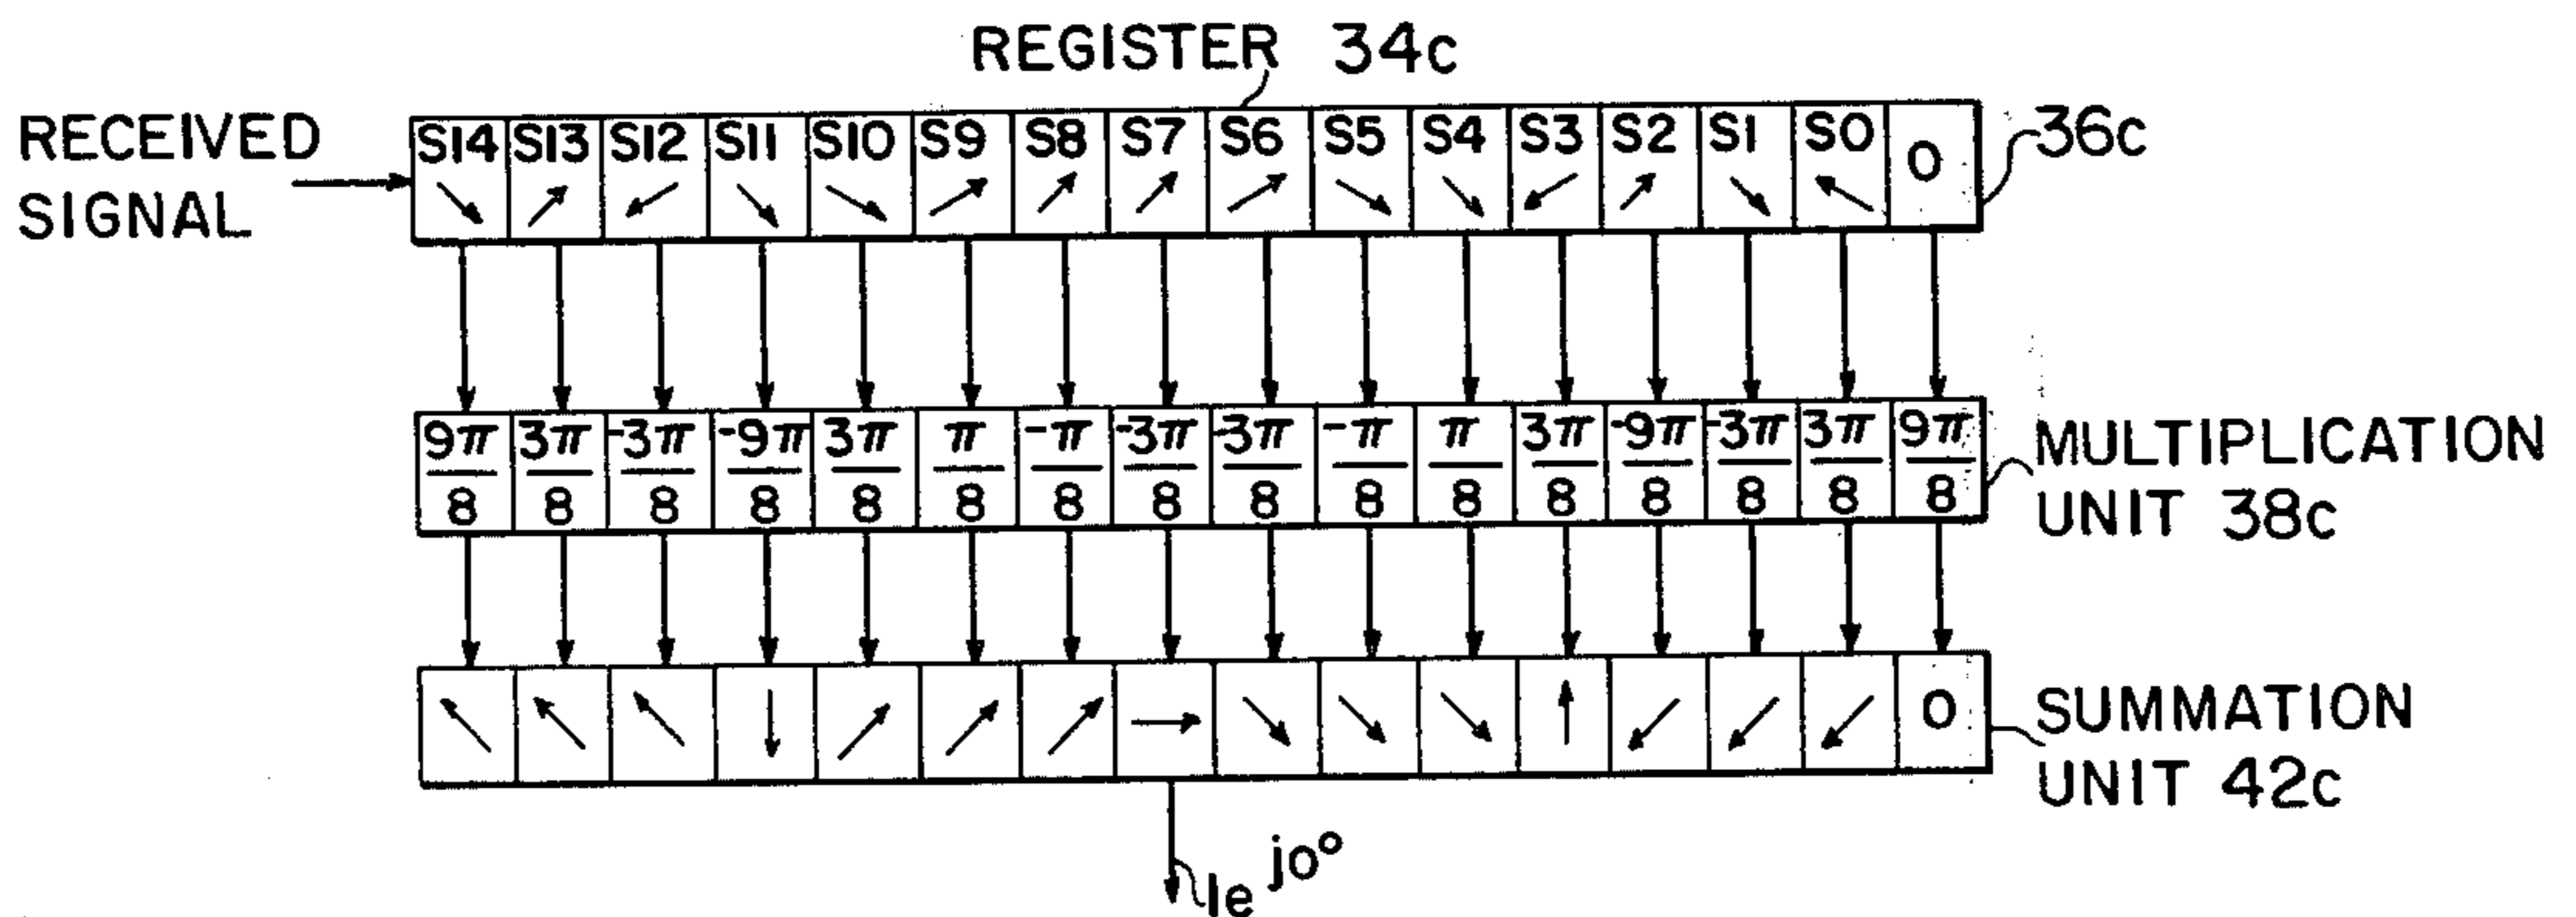 REGISTER 34c
RECEIVED SIGNAL
S14 S13 S12 S11 S10 S9 S8 S7 S6 S5 S4 S3 S2 S1 S0 0
36c
9π/8 3π/8 -3π/8 -9π/8 3π/8 π/8 -π/8 -3π/8 -3π/8 -π/8 π/8 3π/8 -9π/8 -3π/8 3π/8 9π/8
MULTIPLICATION
UNIT 38c
0
SUMMATION
UNIT 42c
1e j0°